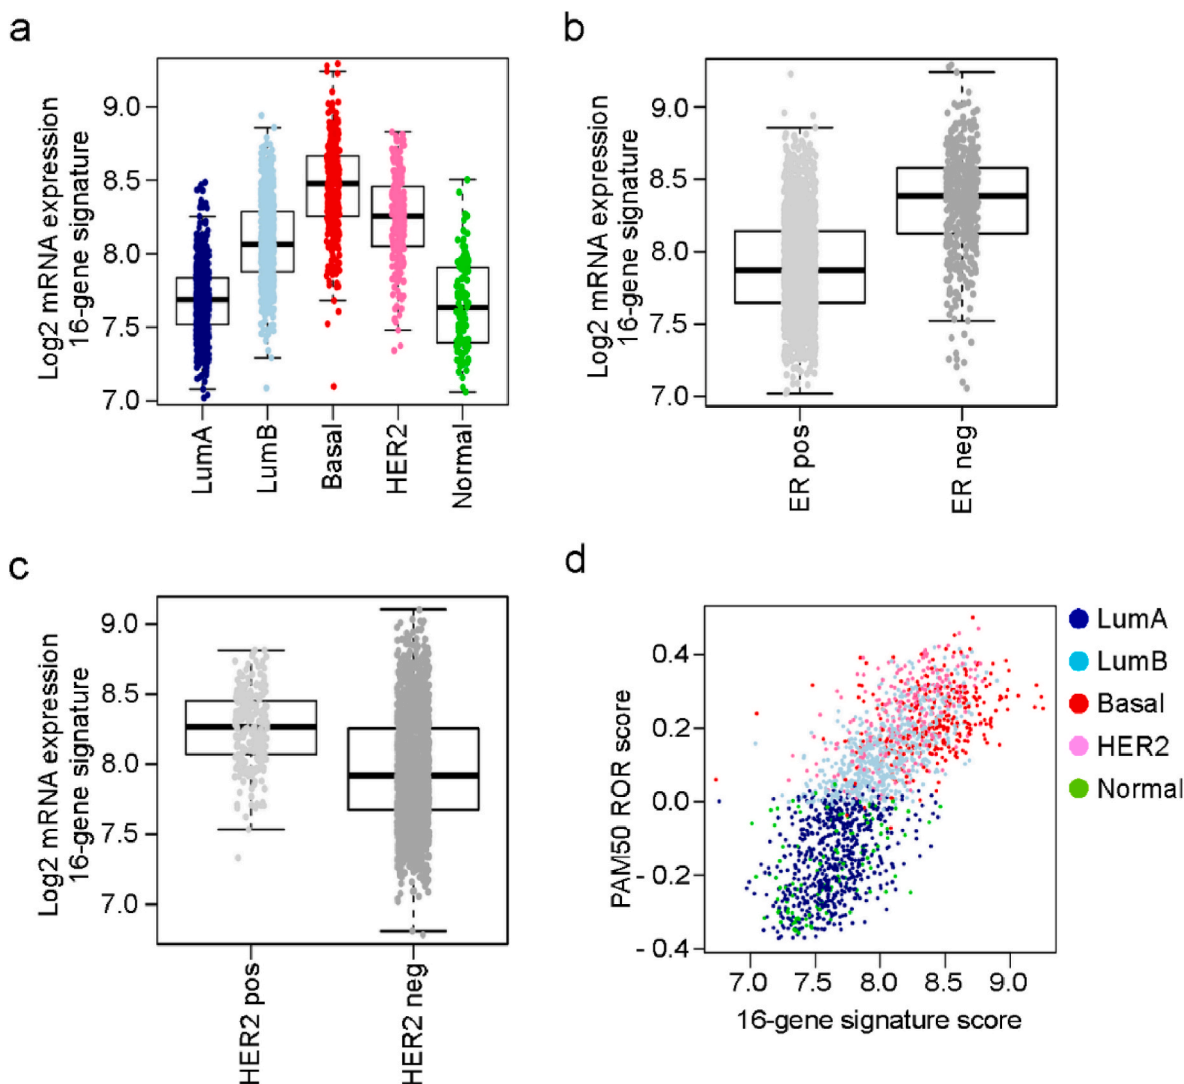 a
Log2 mRNA expression
16-gene signature
9.0
8.5
8.0
7.5
7.0
LumA
LumB
Basal
HER2
Normal
b
Log2 mRNA expression
16-gene signature
9.0
8.5
8.0
7.5
7.0
ER pos
ER neg
c
Log2 mRNA expression
16-gene signature
9.0
8.5
8.0
7.5
7.0
HER2 pos
HER2 neg
d
PAM50 ROR score
0.4
0.2
0.0
- 0.2
- 0.4
7.0 7.5 8.0 8.5 9.0
16-gene signature score
LumA
LumB
Basal
HER2
Normal